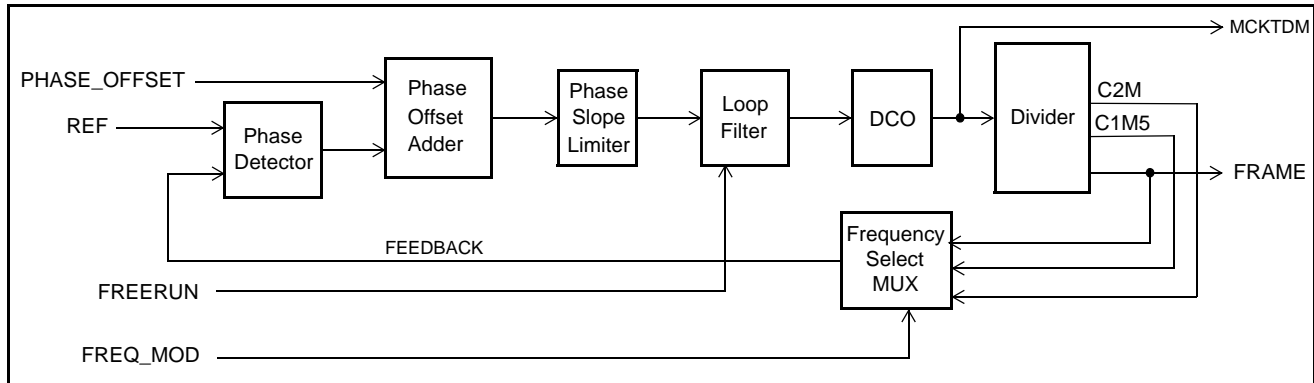 MCKTDM
PHASE_OFFSET
REF
Phase
Detector
Phase
Offset
Adder
Phase
Slope
Limiter
Loop
Filter
DCO
Divider
C2M
C1M5
FRAME
FEEDBACK
Frequency
Select
MUX
FREERUN
FREQ_MOD